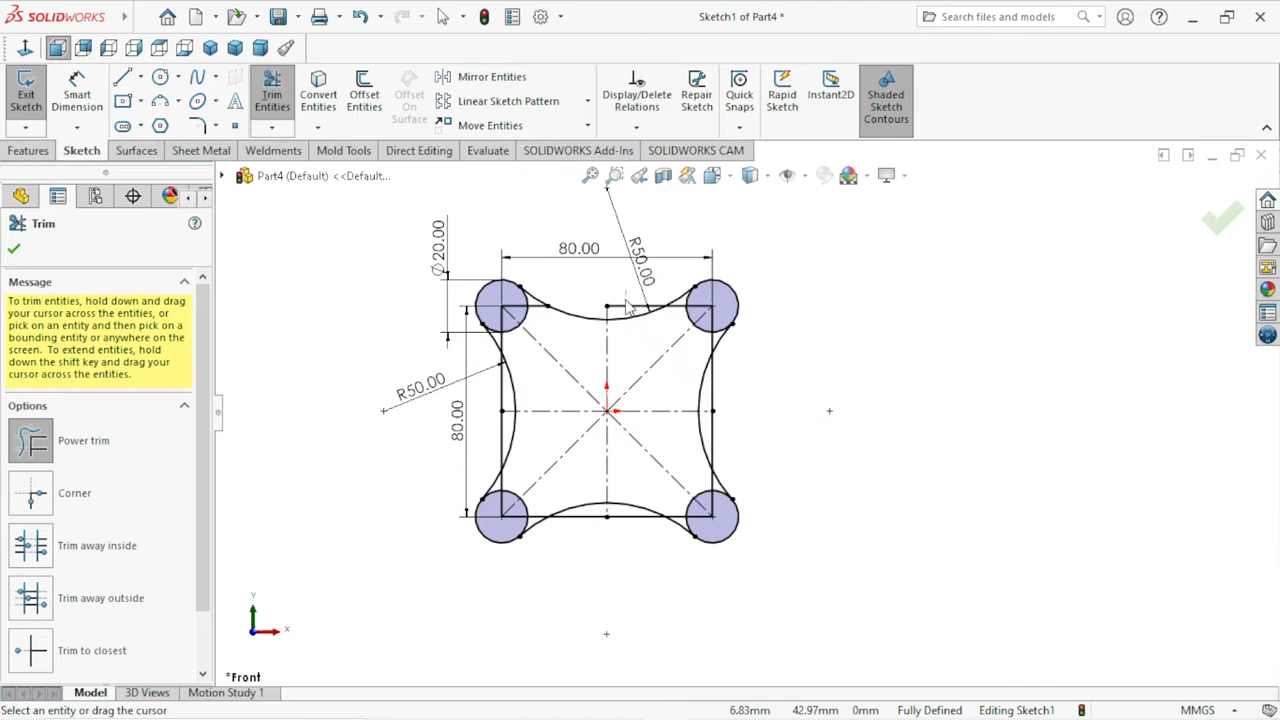 SOLIDWORKS
Sketch1 of Part4 *
Search files and models
Exit Sketch
Smart Dimension
Trim Entities
Convert Entities
Offset Entities
Offset On Surface
Mirror Entities
Linear Sketch Pattern
Move Entities
Display/Delete Relations
Repair Sketch
Quick Snaps
Rapid Sketch
Instant2D
Shaded Sketch Contours
Features
Sketch
Surfaces
Sheet Metal
Weldments
Mold Tools
Direct Editing
Evaluate
SOLIDWORKS Add-Ins
SOLIDWORKS CAM
Part4 (Default) <<Default...
Trim
Message
To trim entities, hold down and drag
your cursor across the entities, or
pick on an entity and then pick on a
bounding entity or anywhere on the
screen. To extend entities, hold
down the shift key and drag your
cursor across the entities.
Options
Power trim
Corner
Trim away inside
Trim away outside
Trim to closest
∅20.00
80.00
R50.00
R50.00
80.00
Y
X
*Front
Model
3D Views
Motion Study 1
Select an entity or drag the cursor
6.83mm
42.97mm
0mm
Fully Defined
Editing Sketch1
MMGS